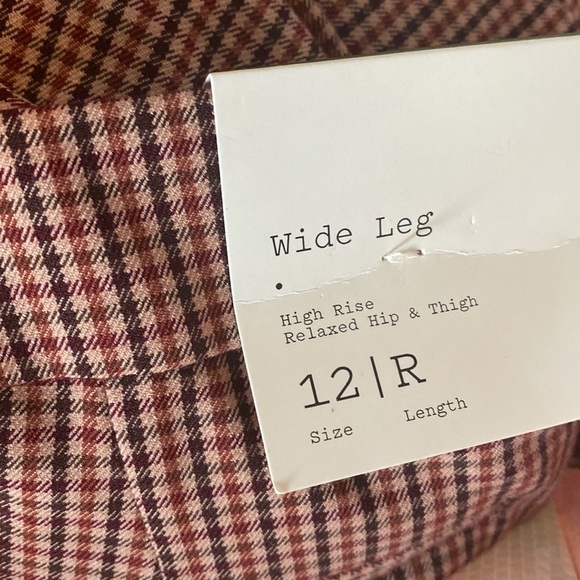 Wide Leg
High Rise
Relaxed Hip & Thigh
12|R
Size Length